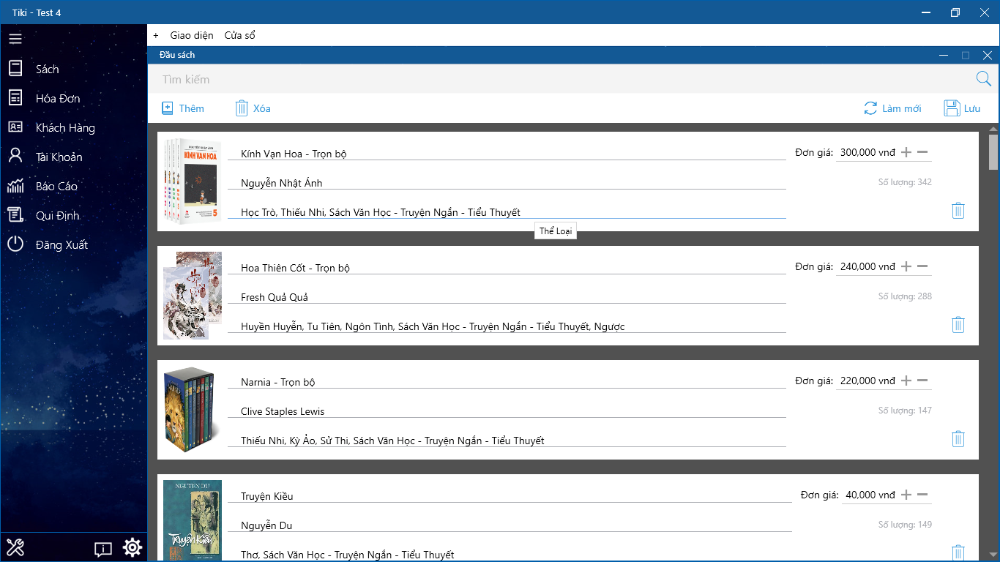 Tiki - Test 4
Sách
Hóa Đơn
Khách Hàng
Tài Khoản
Báo Cáo
Qui Định
Đăng Xuất
+ Giao diện Cửa sổ
Đầu sách
Tìm kiếm
Thêm Xóa Làm mới Lưu
NGUYỄN NHẬT ÁNH
KÍNH VẠN HOA
5
Kính Vạn Hoa - Trọn bộ
Đơn giá: 300,000 vnđ
Nguyễn Nhật Ánh
Số lượng: 342
Học Trò, Thiếu Nhi, Sách Văn Học - Truyện Ngắn - Tiểu Thuyết
Thể Loại
Hoa Thiên Cốt - Trọn bộ
Đơn giá: 240,000 vnđ
Fresh Quả Quả
Số lượng: 288
Huyền Huyễn, Tu Tiên, Ngôn Tình, Sách Văn Học - Truyện Ngắn - Tiểu Thuyết, Ngược
Narnia - Trọn bộ
Đơn giá: 220,000 vnđ
Clive Staples Lewis
Số lượng: 147
Thiếu Nhi, Kỳ Ảo, Sử Thi, Sách Văn Học - Truyện Ngắn - Tiểu Thuyết
NGUYỄN DU
Truyện Kiều
Truyện Kiều
Đơn giá: 40,000 vnđ
Nguyễn Du
Số lượng: 149
Thơ, Sách Văn Học - Truyện Ngắn - Tiểu Thuyết